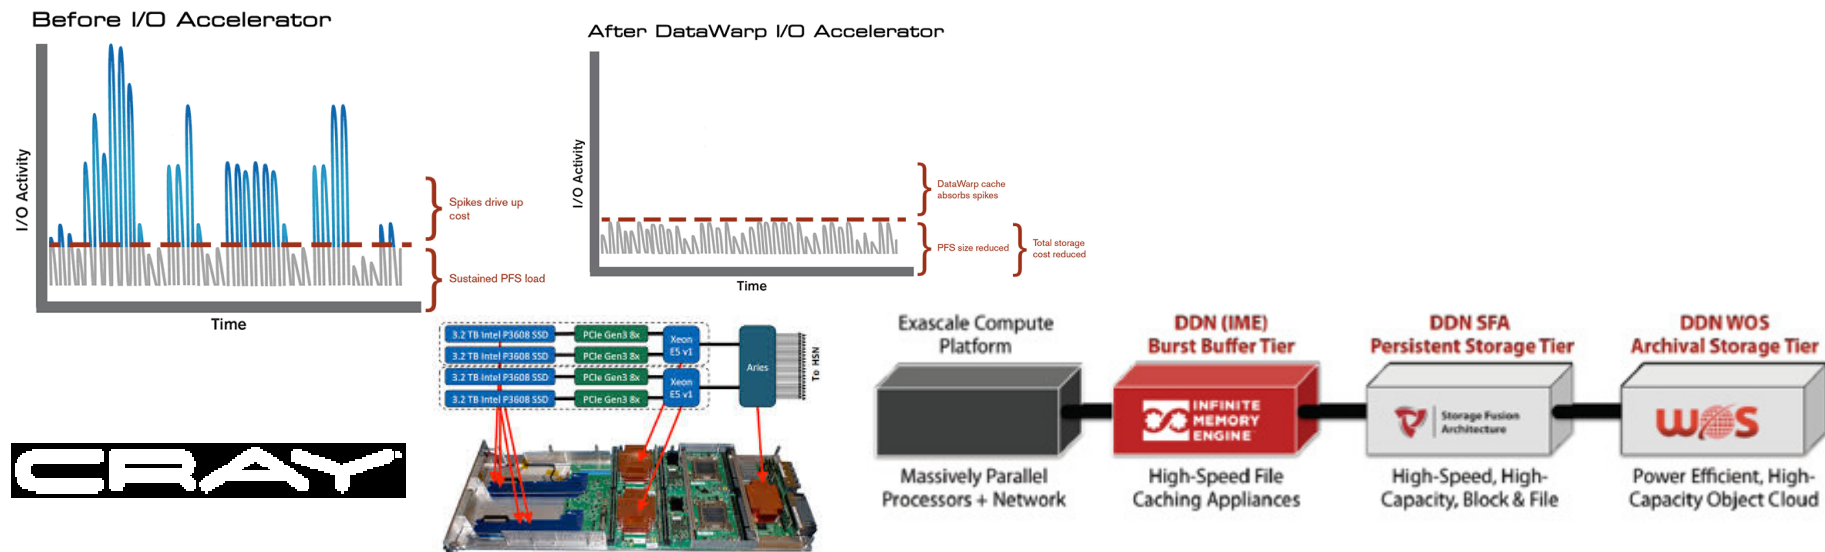 Before I/O Accelerator
I/O Activity
Spikes drive up
cost
Sustained PFS load
Time
After DataWarp I/O Accelerator
I/O Activity
DataWarp cache
absorbs spikes
PFS size reduced
Total storage
cost reduced
Time
3.2 TB Intel P3608 SSD
PCIe Gen3 8x
3.2 TB Intel P3608 SSD
PCIe Gen3 8x
Xeon
E5 v1
3.2 TB Intel P3608 SSD
PCIe Gen3 8x
3.2 TB Intel P3608 SSD
PCIe Gen3 8x
Xeon
E5 v1
Aries
To HSN
CRAY
Exascale Compute
Platform
Massively Parallel
Processors + Network
DDN (IME)
Burst Buffer Tier
INFINITE
MEMORY
ENGINE
High-Speed File
Caching Appliances
DDN SFA
Persistent Storage Tier
Storage Fusion
Architecture
High-Speed, High-
Capacity, Block & File
DDN WOS
Archival Storage Tier
WOS
Power Efficient, High-
Capacity Object Cloud